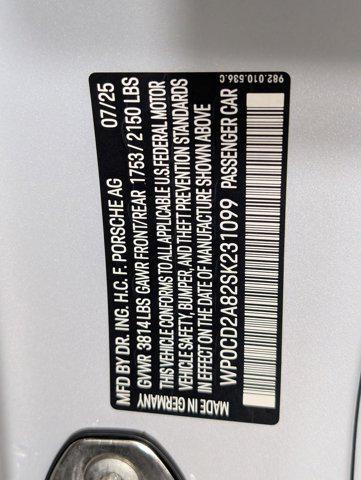 MFD BY DR. ING. H.C. F. PORSCHE AG 07/25
GVWR 3814LBS GAWR FRONT/REAR 1753/2150 LBS
THIS VEHICLE CONFORMS TO ALL APPLICABLE U.S.FEDERAL MOTOR
VEHICLE SAFETY, BUMPER, AND THEFT PREVENTION STANDARDS
IN EFFECT ON THE DATE OF MANUFACTURE SHOWN ABOVE
WP0CD2A82SK231099 PASSENGER CAR
MADE IN GERMANY
982.010.536.C